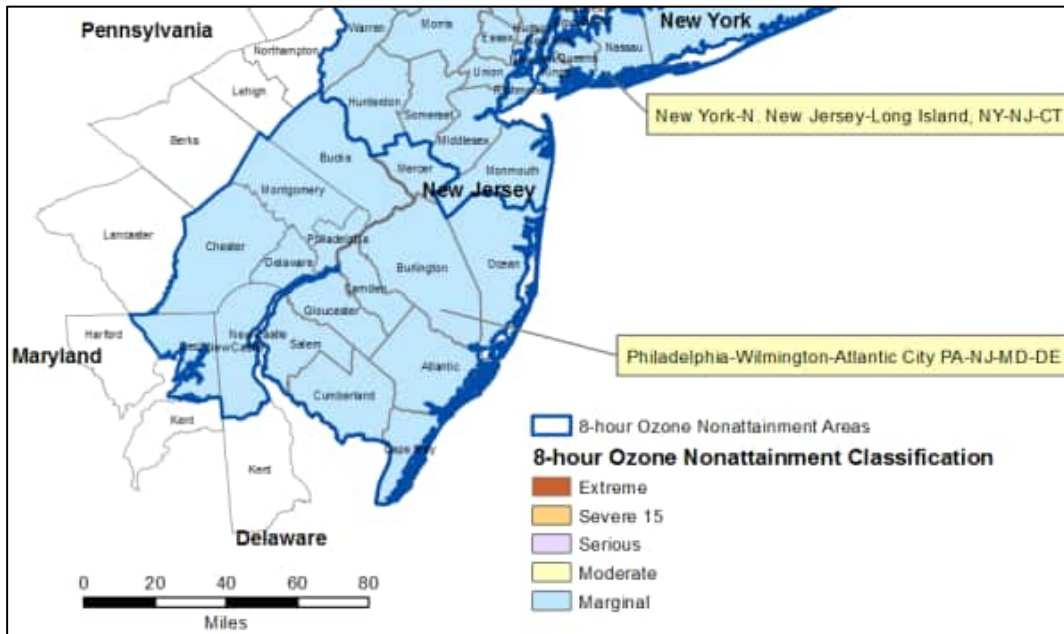 Pennsylvania
New York
Warren
Morris
Essex
Nassau
Northampton
Queens
Union
Lehigh
Hunterdon
Somerset
New York-N. New Jersey-Long Island, NY-NJ-CT
Berks
Middlesex
Bucks
Mercer
Monmouth
New Jersey
Montgomery
Lancaster
Chester
Philadelphia
Delaware
Burlington
Ocean
Camden
Gloucester
Harford
New Castle
Salem
Maryland
Philadelphia-Wilmington-Atlantic City PA-NJ-MD-DE
Atlantic
Cumberland
Kent
8-hour Ozone Nonattainment Areas
Cape May
8-hour Ozone Nonattainment Classification
Kent
Extreme
Severe 15
Delaware
Serious
0 20 40 60 80
Moderate
Miles
Marginal